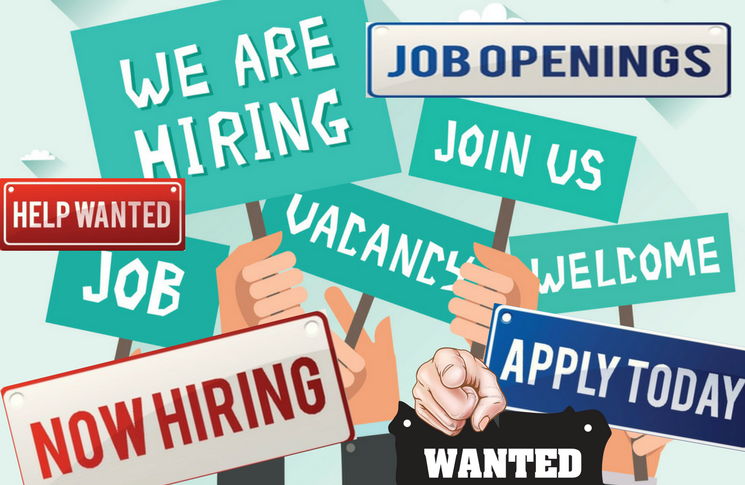 WE ARE
HIRING
JOB OPENINGS
JOIN US
HELP WANTED
VACANCY
WELCOME
JOB
NOW HIRING
APPLY TODAY
WANTED